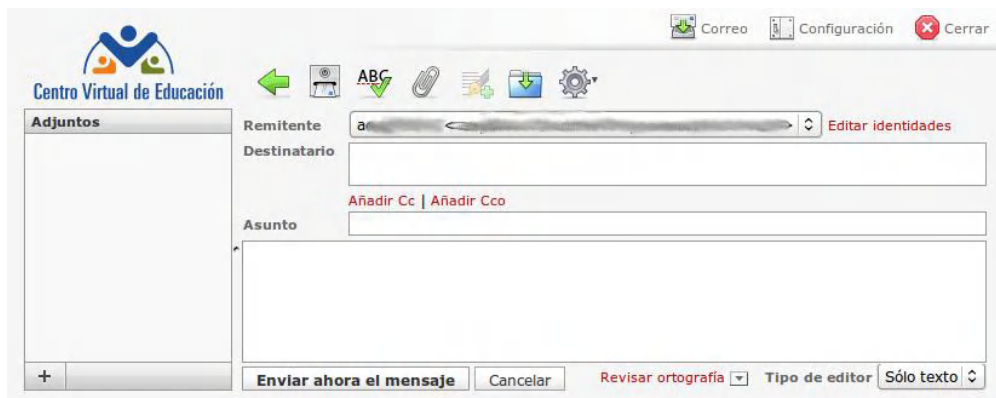 Correo Configuración Cerrar
Centro Virtual de Educación
ABC
Adjuntos
Remitente Editar identidades
Destinatario
Añadir Cc | Añadir Cco
Asunto
+
Enviar ahora el mensaje Cancelar Revisar ortografía Tipo de editor Sólo texto